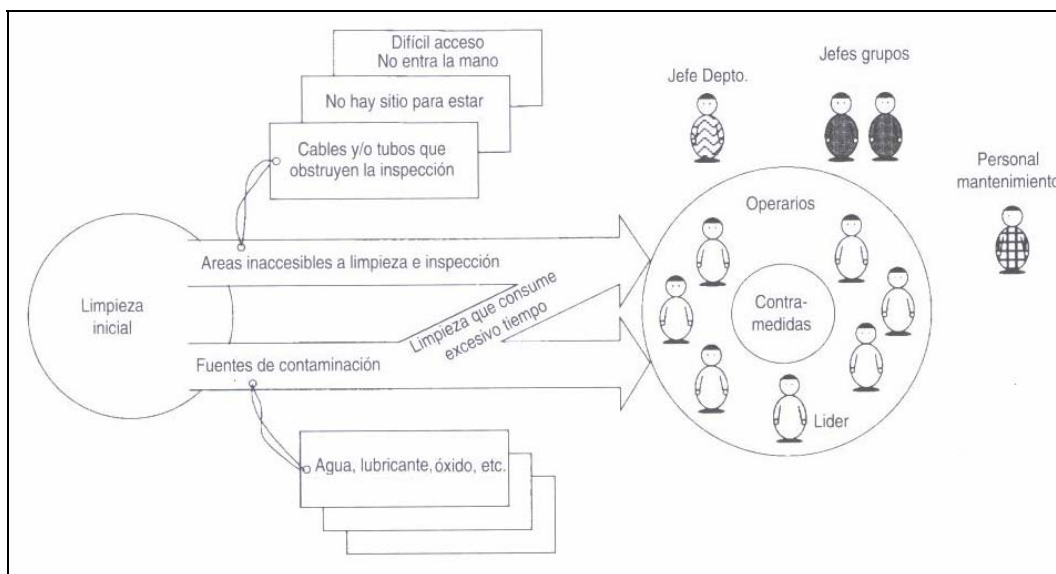 Difícil acceso
No entra la mano
No hay sitio para estar
Cables y/o tubos que
obstruyen la inspección
Areas inaccesibles a limpieza e inspección
Limpieza
inicial
Limpieza que consume
excesivo tiempo
Fuentes de contaminación
Agua, lubricante, óxido, etc.
Jefe Depto.
Jefes grupos
Personal
mantenimiento
Operarios
Contra-
medidas
Lider